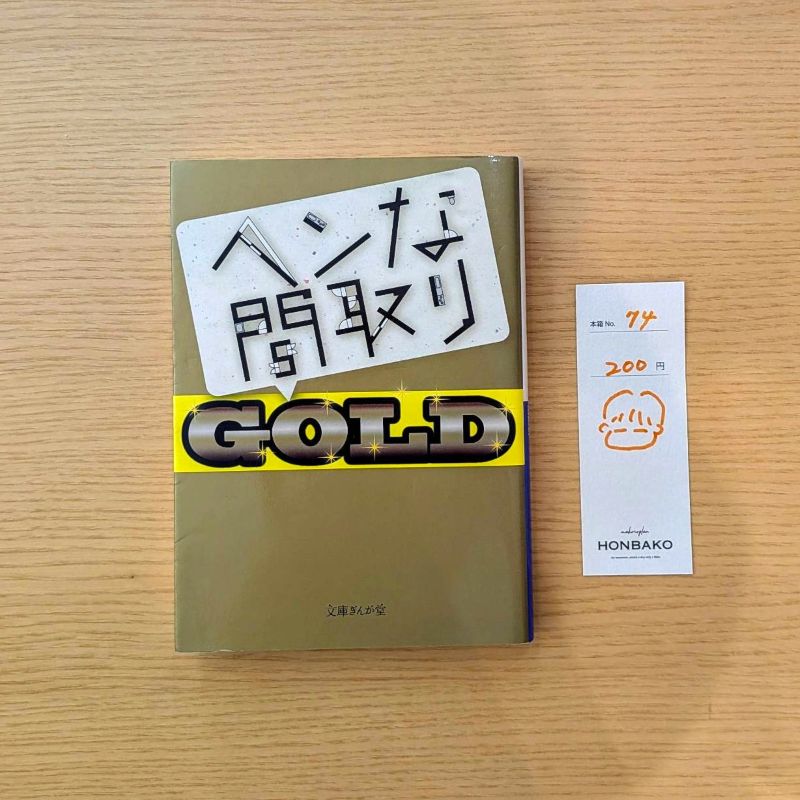 ヘンな
間取り
GOLD
文庫ぎんが堂
本箱 No. 74
200 円
HONBAKO